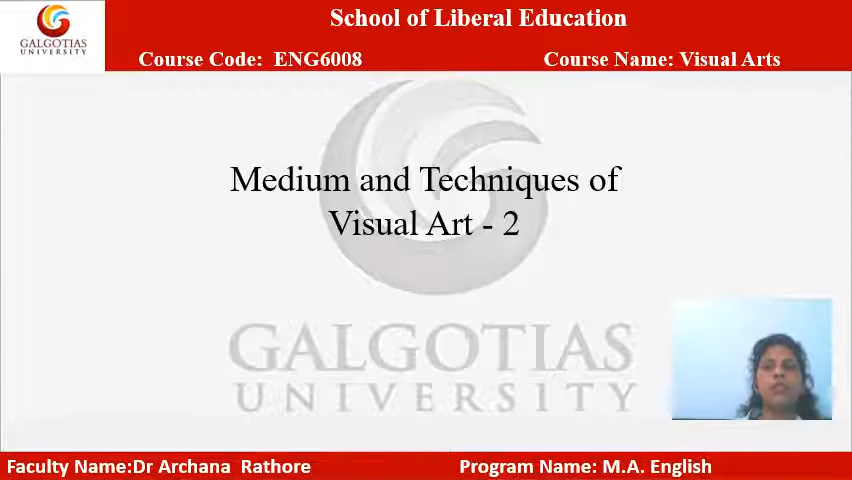 School of Liberal Education
GALGOTIAS
UNIVERSITY
Course Code:  ENG6008
Course Name: Visual Arts
Medium and Techniques of
Visual Art - 2
GALGOTIAS
UNIVERSITY
Faculty Name:Dr Archana  Rathore
Program Name: M.A. English